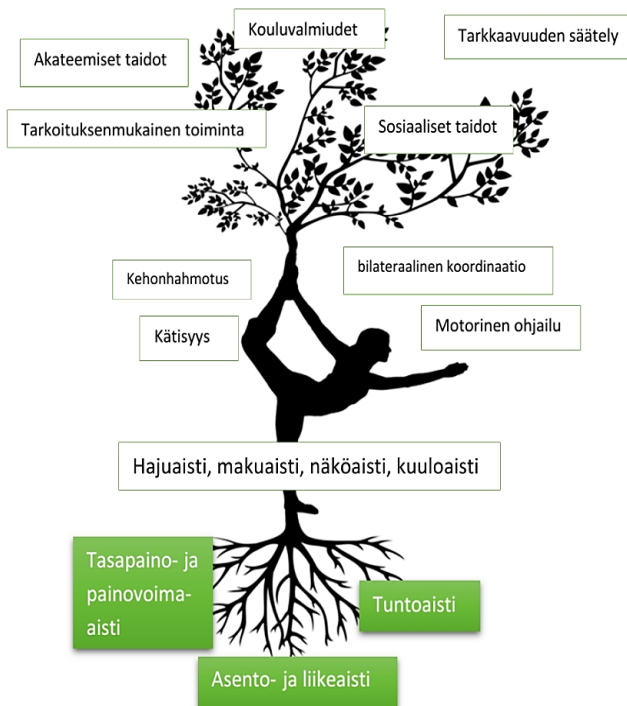 Kouluvalmiudet
Tarkkaavuuden säätely
Akateemiset taidot
Tarkoituksenmukainen toiminta
Sosiaaliset taidot
Kehonhahmotus
bilateraalinen koordinaatio
Kätisyys
Motorinen ohjailu
Hajuaisti, makuaisti, näköaisti, kuuloaisti
Tasapaino- ja
painovoima-
aisti
Tuntoaisti
Asento- ja liikeaisti